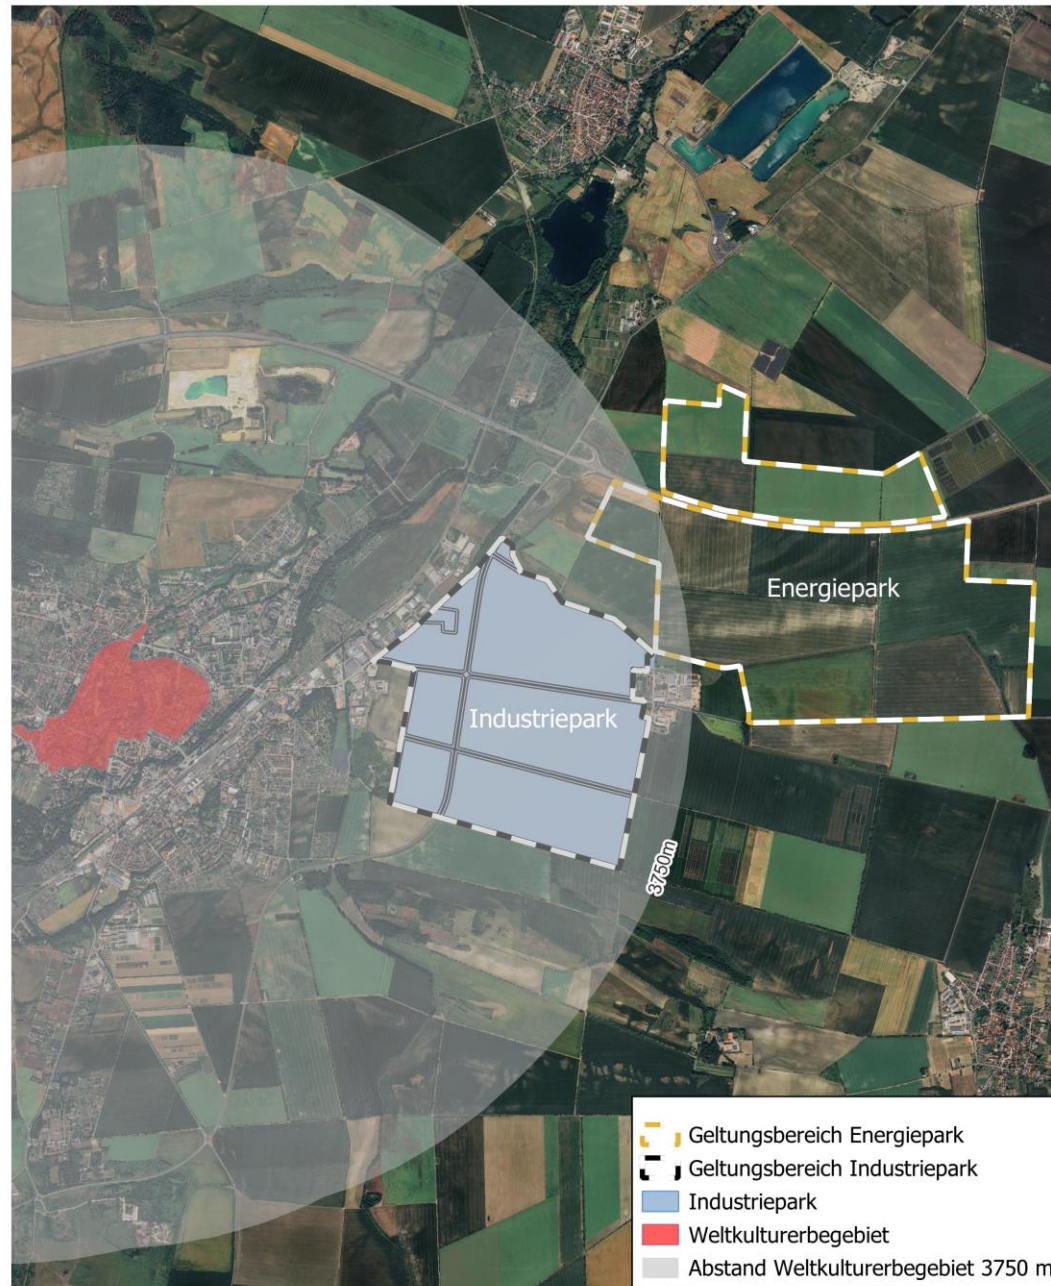 Energiepark
Industriepark
3750m
Geltungsbereich Energiepark
Geltungsbereich Industriepark
Industriepark
Weltkulturerbegebiet
Abstand Weltkulturerbegebiet 3750 m